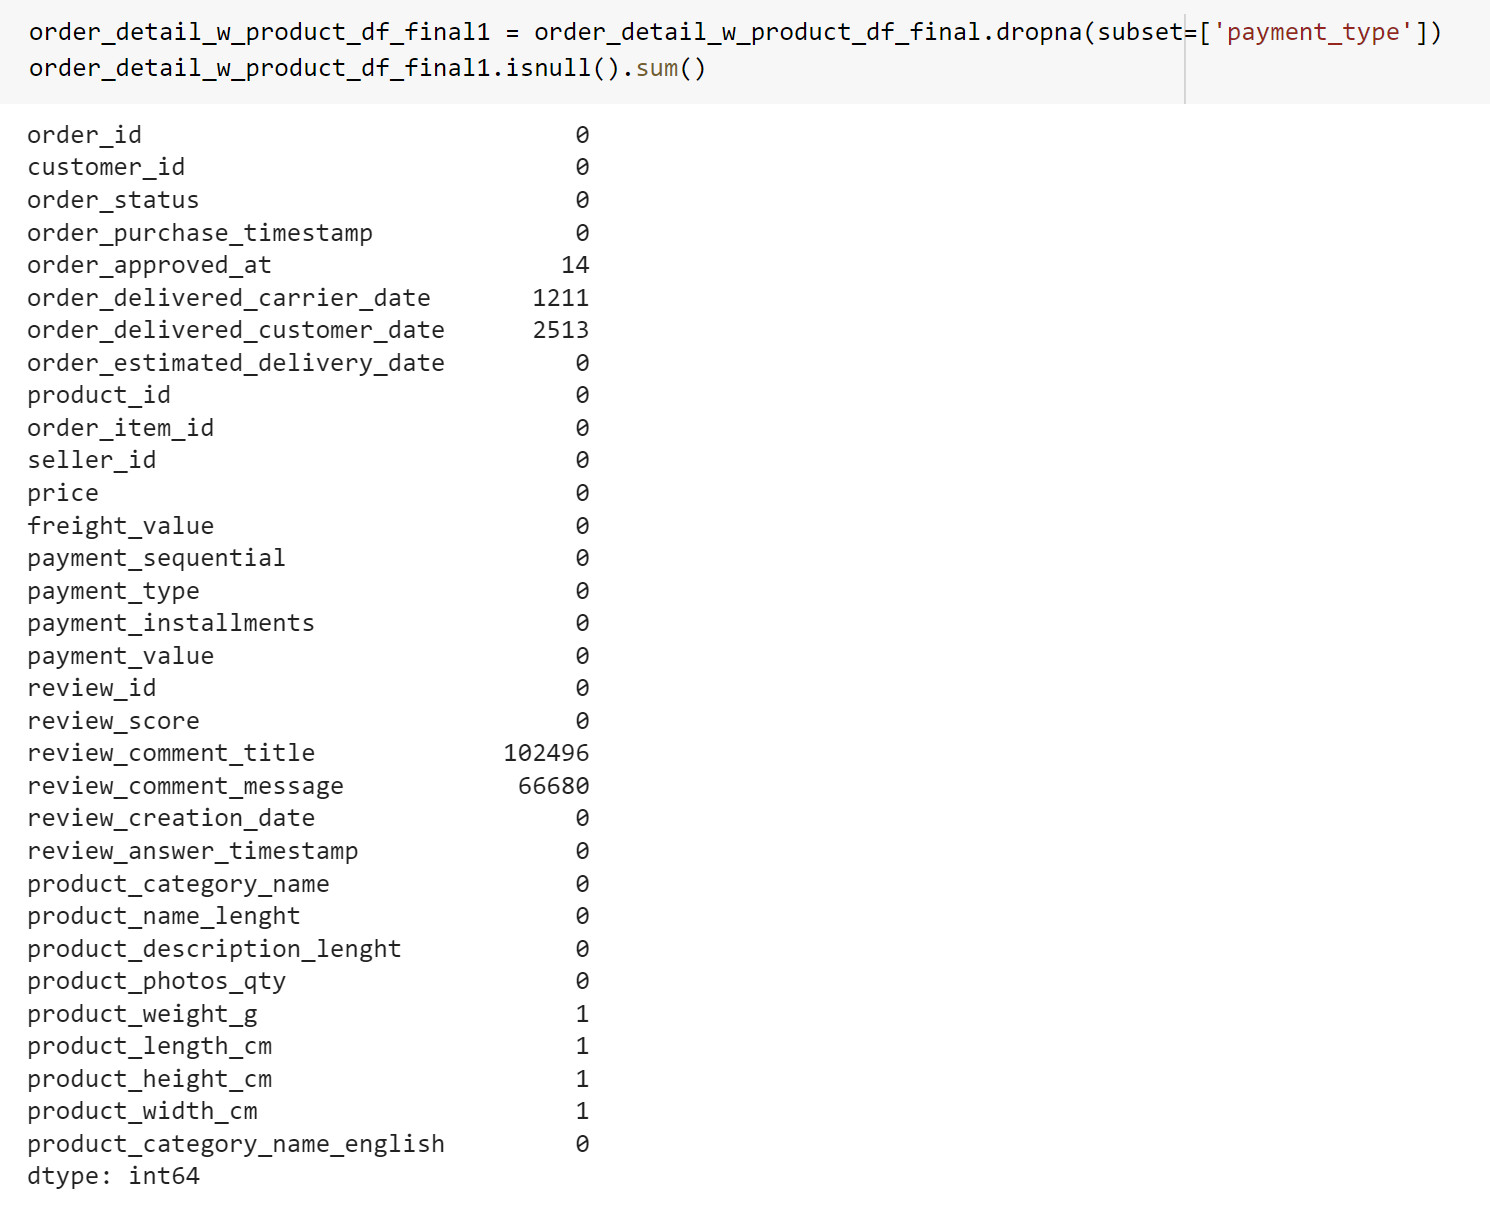 order_detail_w_product_df_final1 = order_detail_w_product_df_final.dropna(subset=['payment_type'])
order_detail_w_product_df_final1.isnull().sum()
order_id 0
customer_id 0
order_status 0
order_purchase_timestamp 0
order_approved_at 14
order_delivered_carrier_date 1211
order_delivered_customer_date 2513
order_estimated_delivery_date 0
product_id 0
order_item_id 0
seller_id 0
price 0
freight_value 0
payment_sequential 0
payment_type 0
payment_installments 0
payment_value 0
review_id 0
review_score 0
review_comment_title 102496
review_comment_message 66680
review_creation_date 0
review_answer_timestamp 0
product_category_name 0
product_name_lenght 0
product_description_lenght 0
product_photos_qty 0
product_weight_g 1
product_length_cm 1
product_height_cm 1
product_width_cm 1
product_category_name_english 0
dtype: int64